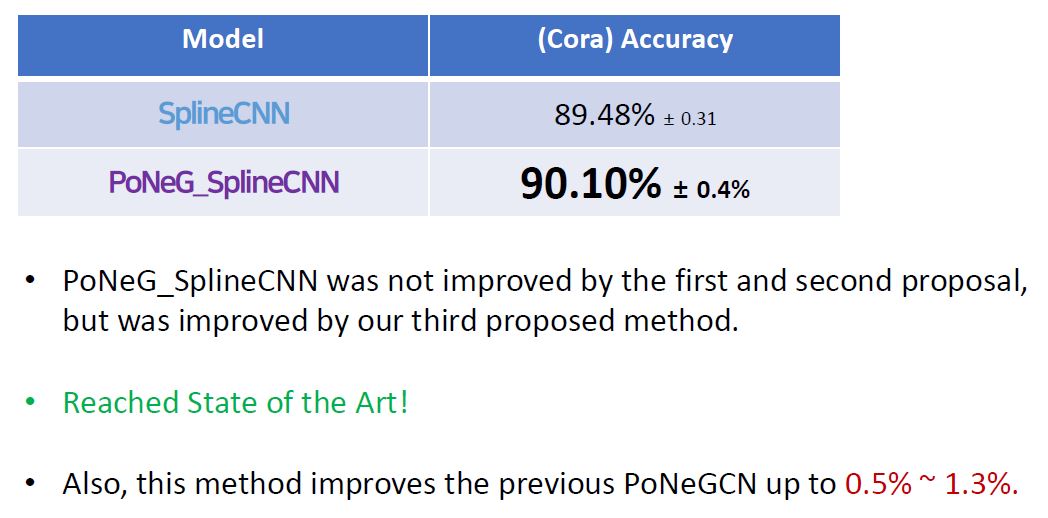 Model (Cora) Accuracy
SplineCNN 89.48% ± 0.31
PoNeG_SplineCNN 90.10% ± 0.4%
• PoNeG_SplineCNN was not improved by the first and second proposal,
but was improved by our third proposed method.
• Reached State of the Art!
• Also, this method improves the previous PoNeGCN up to 0.5% ~ 1.3%.